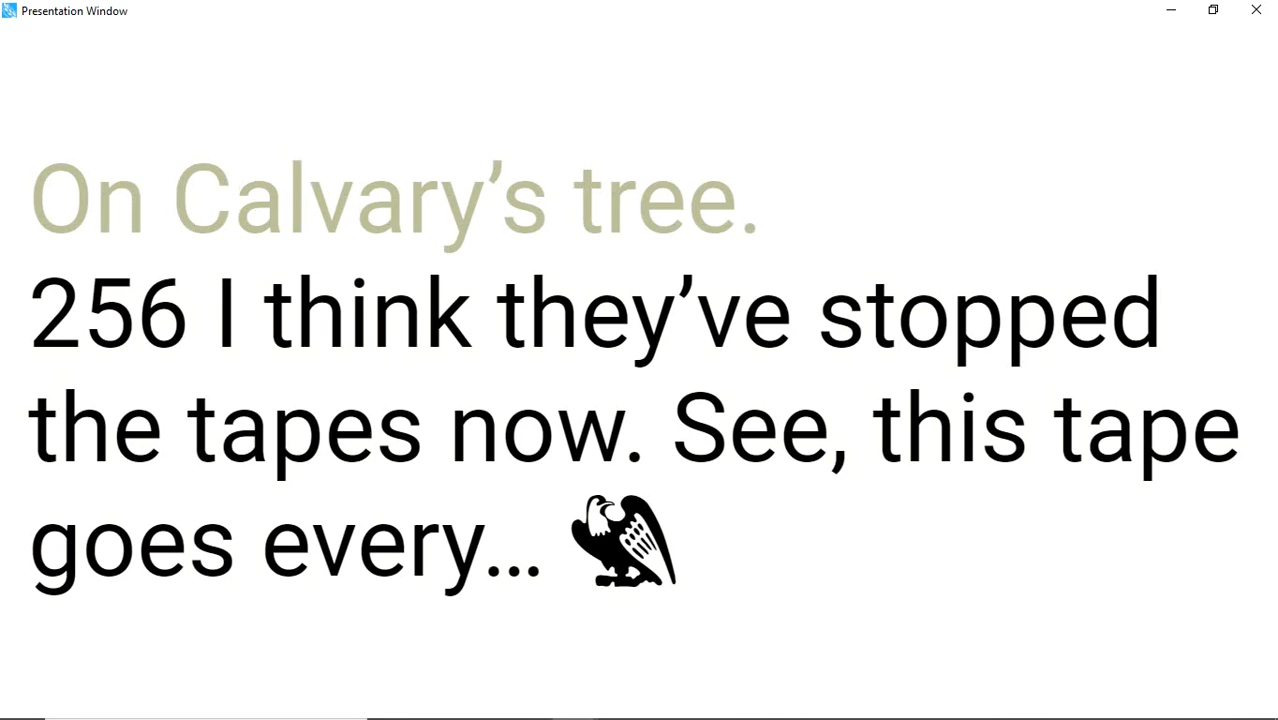 Presentation Window
On Calvary’s tree.
256 I think they’ve stopped
the tapes now. See, this tape
goes every…